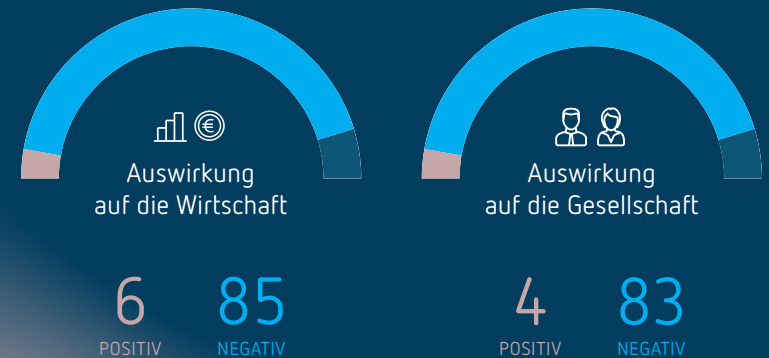 €
Auswirkung
auf die Wirtschaft
6
POSITIV
85
NEGATIV
Auswirkung
auf die Gesellschaft
4
POSITIV
83
NEGATIV